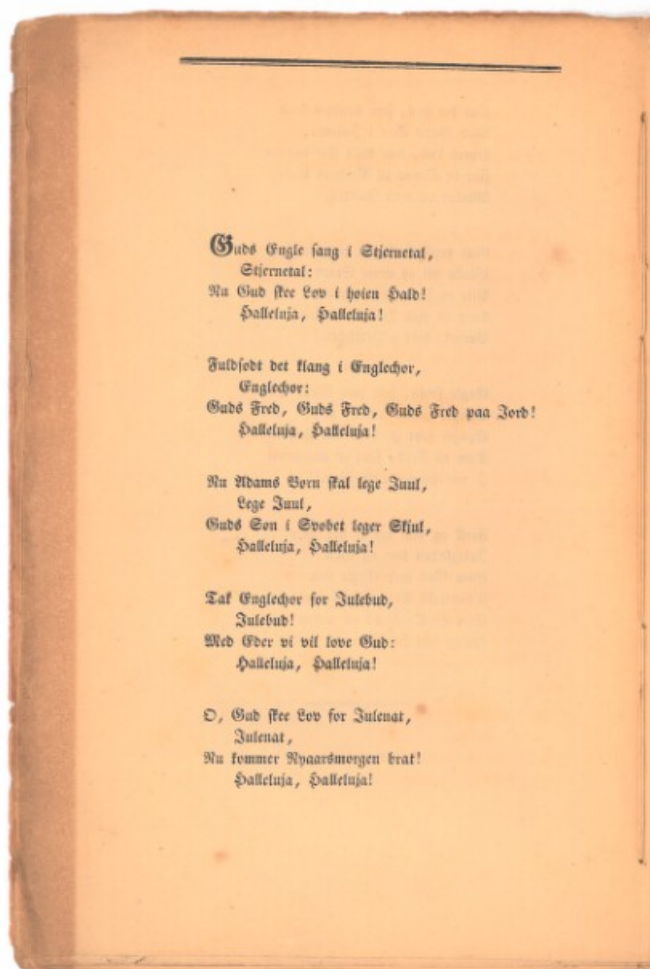 Guds Engle sang i Stjernetal,
Stjernetal:
Nu Gud skee Lov i høien Hald!
Halleluja, Halleluja!
Fuldsødt det klang i Englechor,
Englechor:
Guds Fred, Guds Fred, Guds Fred paa Jord!
Halleluja, Halleluja!
Nu Adams Børn skal lege Juul,
Lege Juul,
Guds Søn i Svøbet leger Skjul,
Halleluja, Halleluja!
Tak Englechor for Julebud,
Julebud!
Med Eder vi vil love Gud:
Halleluja, Halleluja!
O, Gud skee Lov for Julenat,
Julenat,
Nu kommer Nyaarsmorgen brat!
Halleluja, Halleluja!